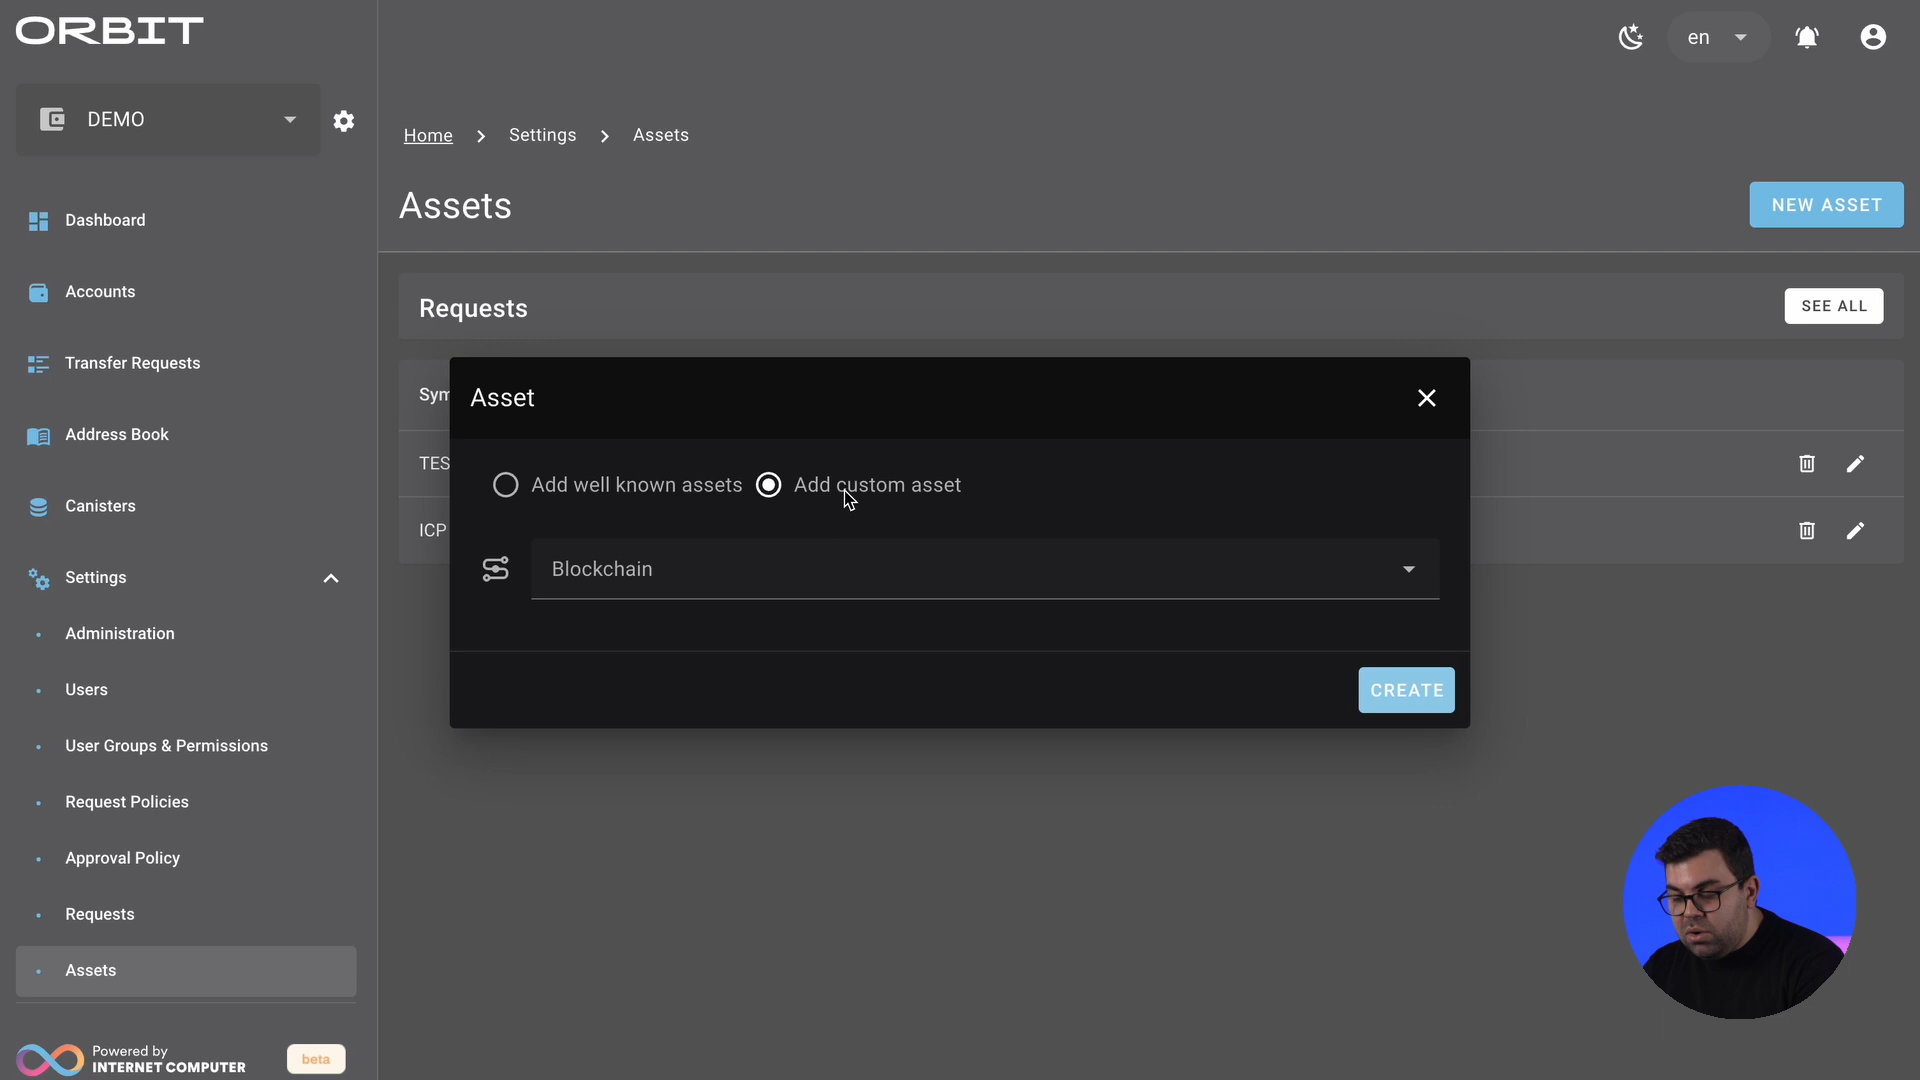 ORBIT
en
DEMO
Home > Settings > Assets
Dashboard
Assets
NEW ASSET
Accounts
Requests
SEE ALL
Transfer Requests
Sym
Asset
Address Book
TES
Add well known assets
Add custom asset
Canisters
ICP
Blockchain
Settings
Administration
Users
CREATE
User Groups & Permissions
Request Policies
Approval Policy
Requests
Assets
Powered by
INTERNET COMPUTER
beta